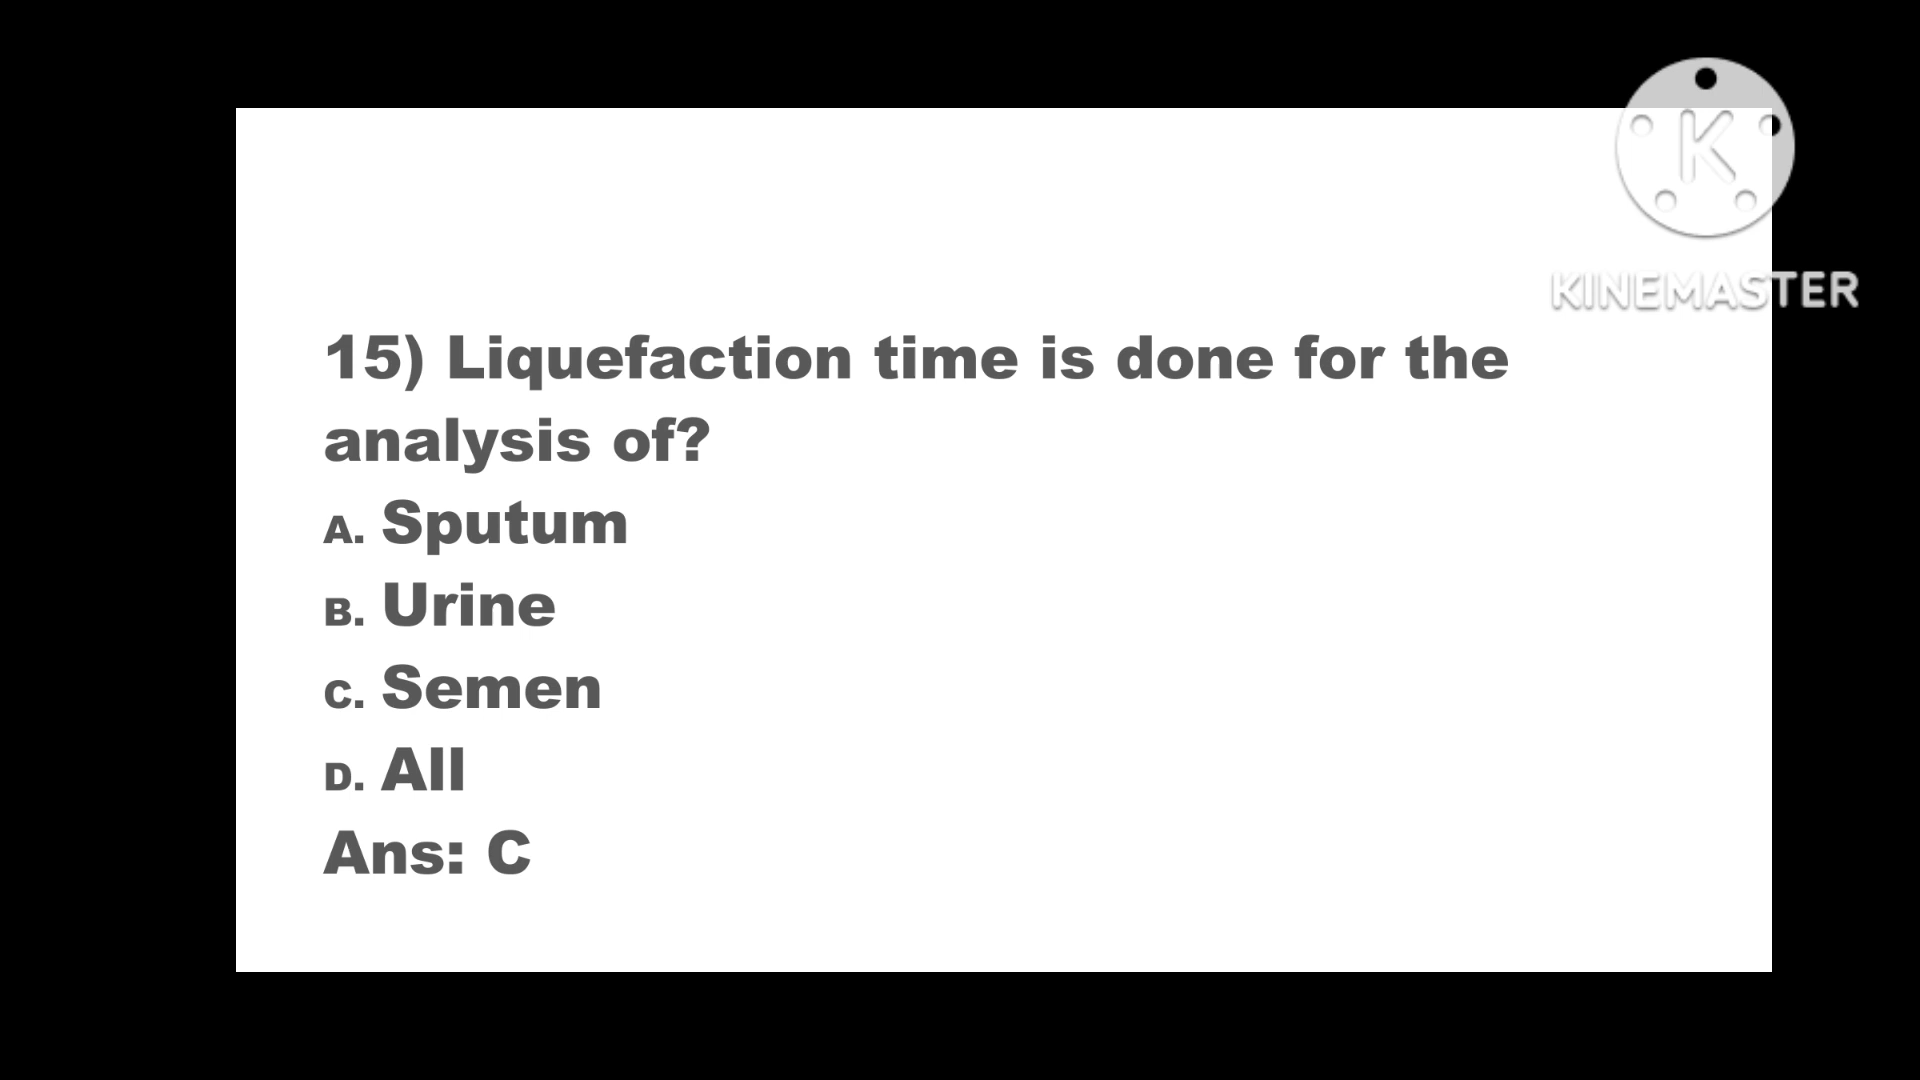 KINEMASTER
15) Liquefaction time is done for the
analysis of?
A. Sputum
B. Urine
C. Semen
D. All
Ans: C